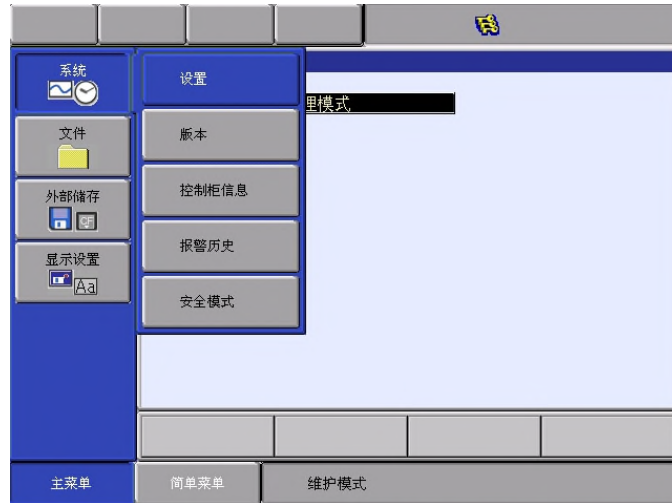 系统
设置
理模式
文件
版本
外部储存
CF
控制柜信息
显示设置
Aa
报警历史
安全模式
主菜单
简单菜单
维护模式